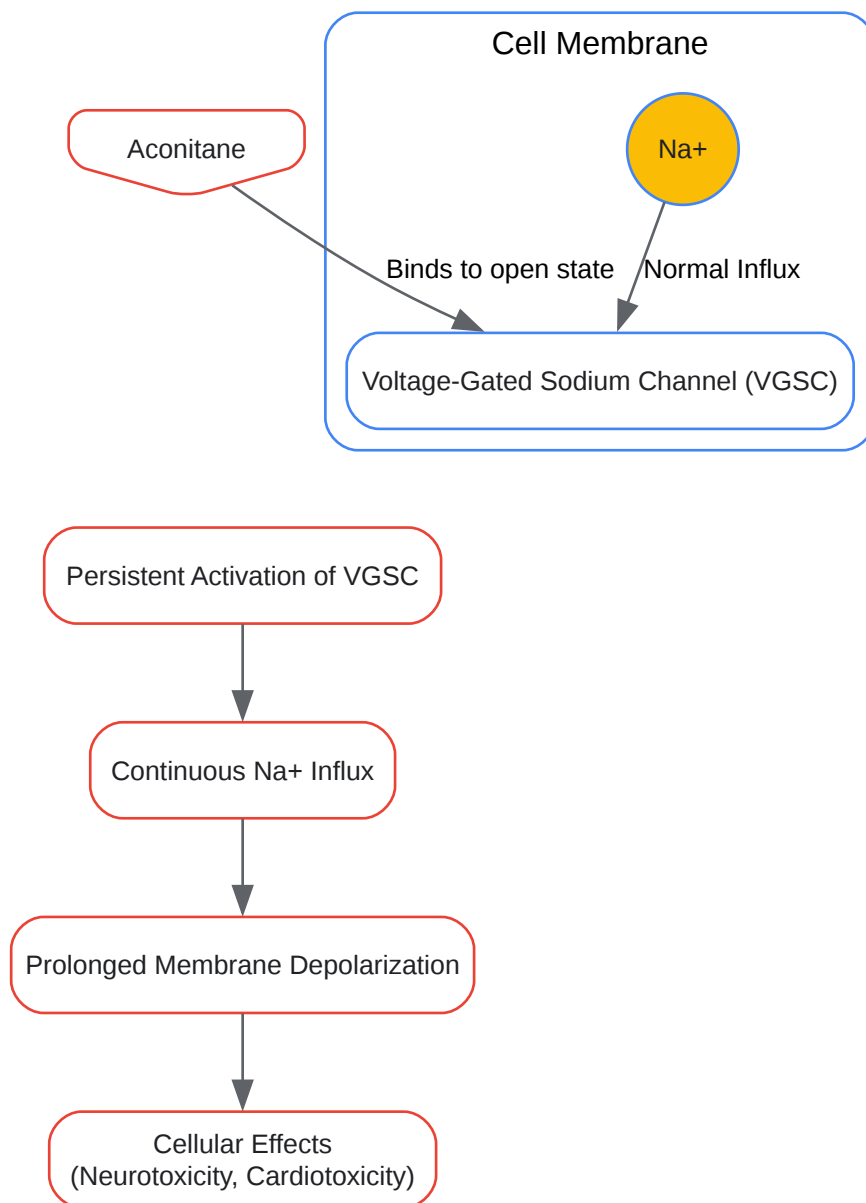 Cell Membrane
Aconitane
Na+
Binds to open state
Normal Influx
Voltage-Gated Sodium Channel (VGSC)
Persistent Activation of VGSC
Continuous Na+ Influx
Prolonged Membrane Depolarization
Cellular Effects
(Neurotoxicity, Cardiotoxicity)